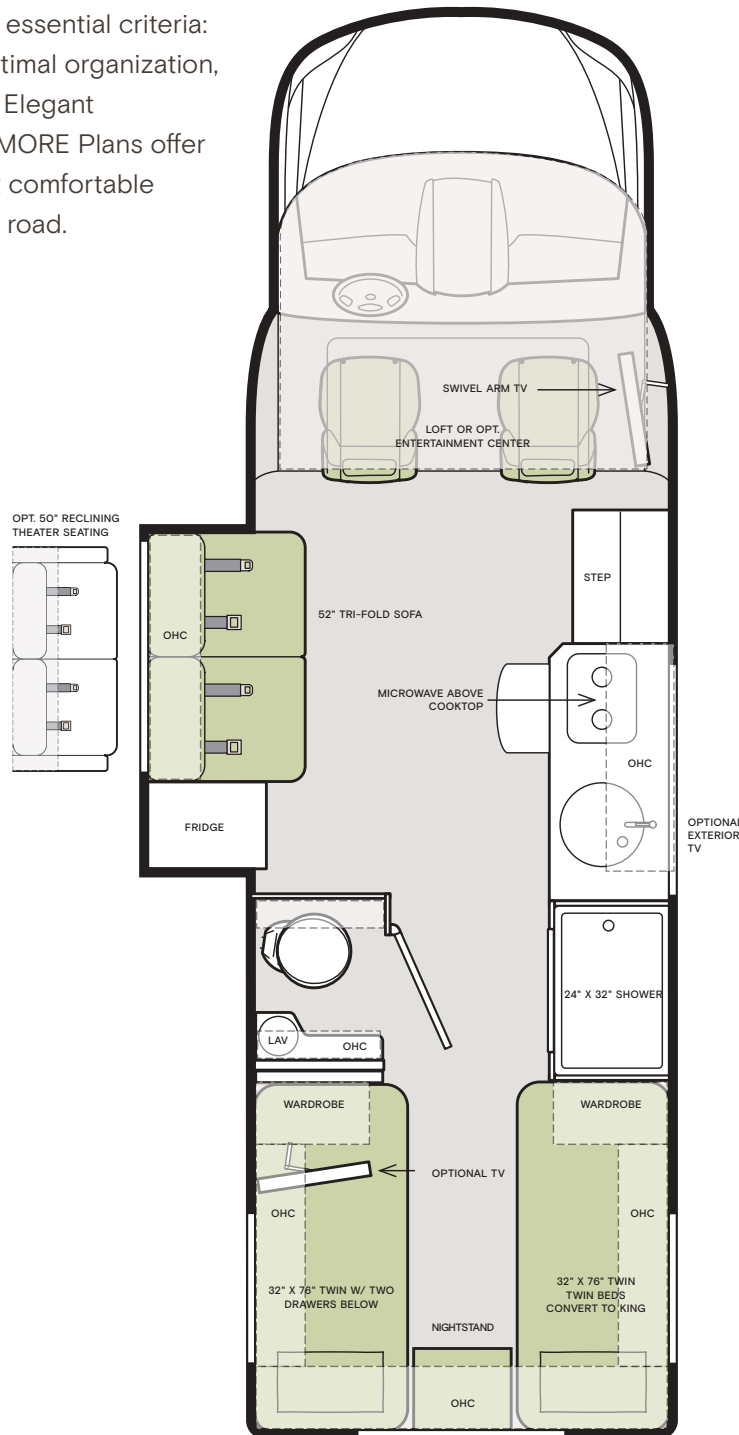 essential criteria:
timal organization,
Elegant
MORE Plans offer
comfortable
road.
SWIVEL ARM TV
LOFT OR OPT.
ENTERTAINMENT CENTER
OPT. 50" RECLINING
THEATER SEATING
STEP
52" TRI-FOLD SOFA
OHC
MICROWAVE ABOVE
COOKTOP
OHC
FRIDGE
OPTIONAL
EXTERIOR
TV
24" X 32" SHOWER
LAV
OHC
WARDROBE
WARDROBE
OPTIONAL TV
OHC
OHC
32" X 76" TWIN W/ TWO
DRAWERS BELOW
32" X 76" TWIN
TWIN BEDS
CONVERT TO KING
NIGHTSTAND
OHC